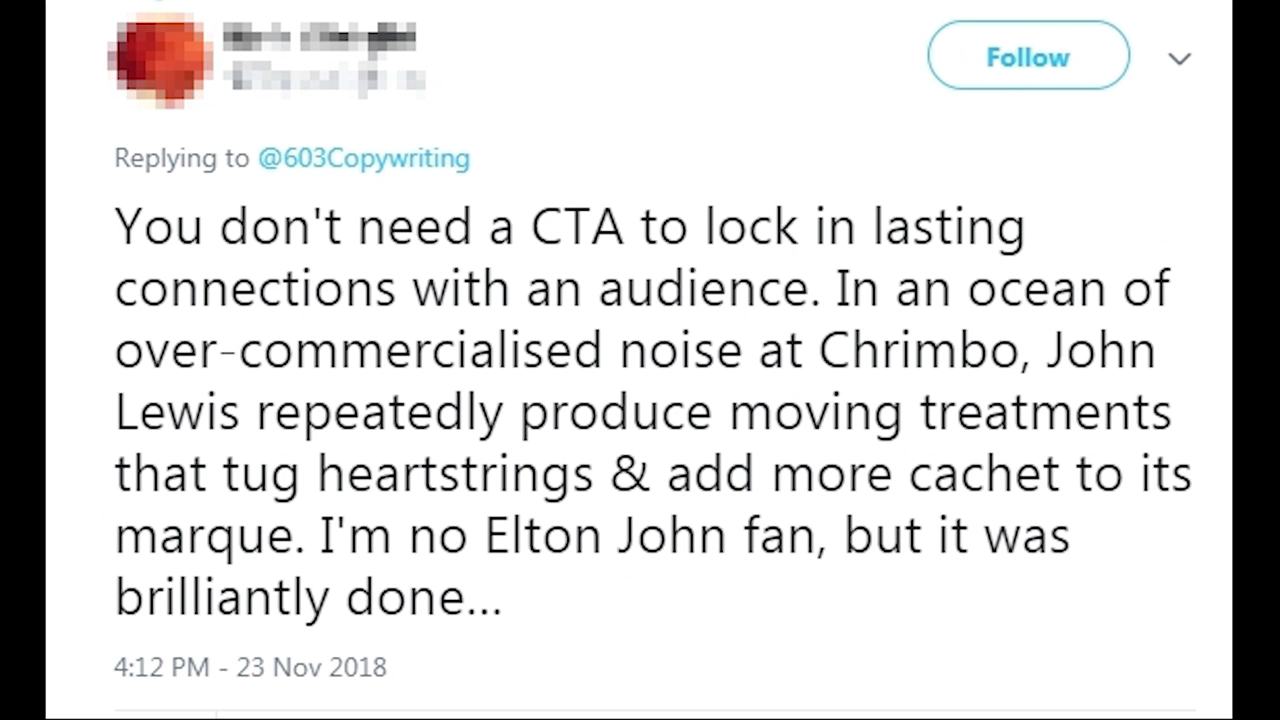 Follow
Replying to @603Copywriting
You don't need a CTA to lock in lasting
connections with an audience. In an ocean of
over-commercialised noise at Chrimbo, John
Lewis repeatedly produce moving treatments
that tug heartstrings & add more cachet to its
marque. I'm no Elton John fan, but it was
brilliantly done...
4:12 PM - 23 Nov 2018